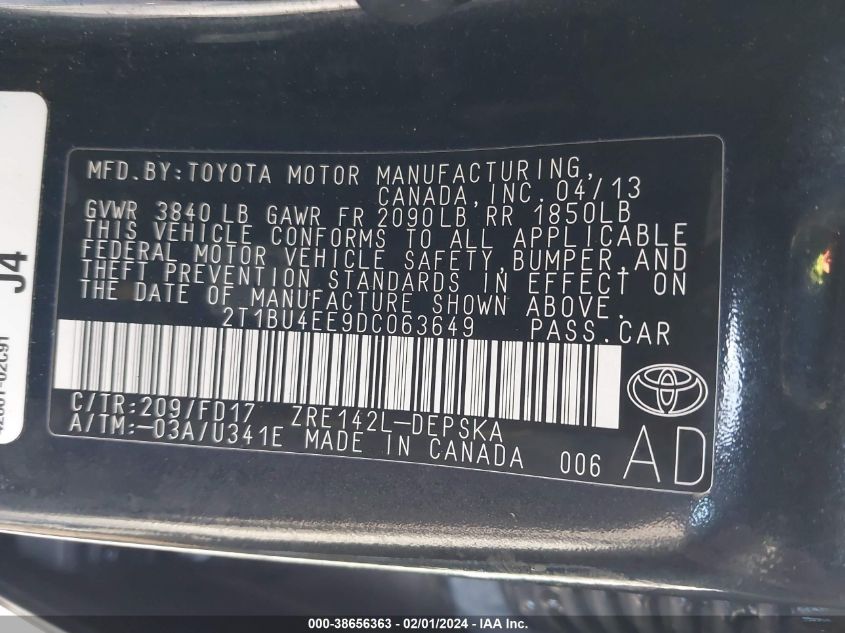 MFD.BY:TOYOTA MOTOR MANUFACTURING,
CANADA,INC. 04/13
GVWR 3840 LB GAWR FR 2090LB RR 1850LB
THIS VEHICLE CONFORMS TO ALL APPLICABLE
FEDERAL MOTOR VEHICLE SAFETY,BUMPER,AND
THEFT PREVENTION STANDARDS IN EFFECT ON
THE DATE OF MANUFACTURE SHOWN ABOVE.
2T1BU4EE9DC063649 PASS.CAR
C/TR:209/FD17 ZRE142L-DEPSKA
A/TM:-03A/U341E MADE IN CANADA 006 AD
J4
000-38656363 - 02/01/2024 - IAA Inc.